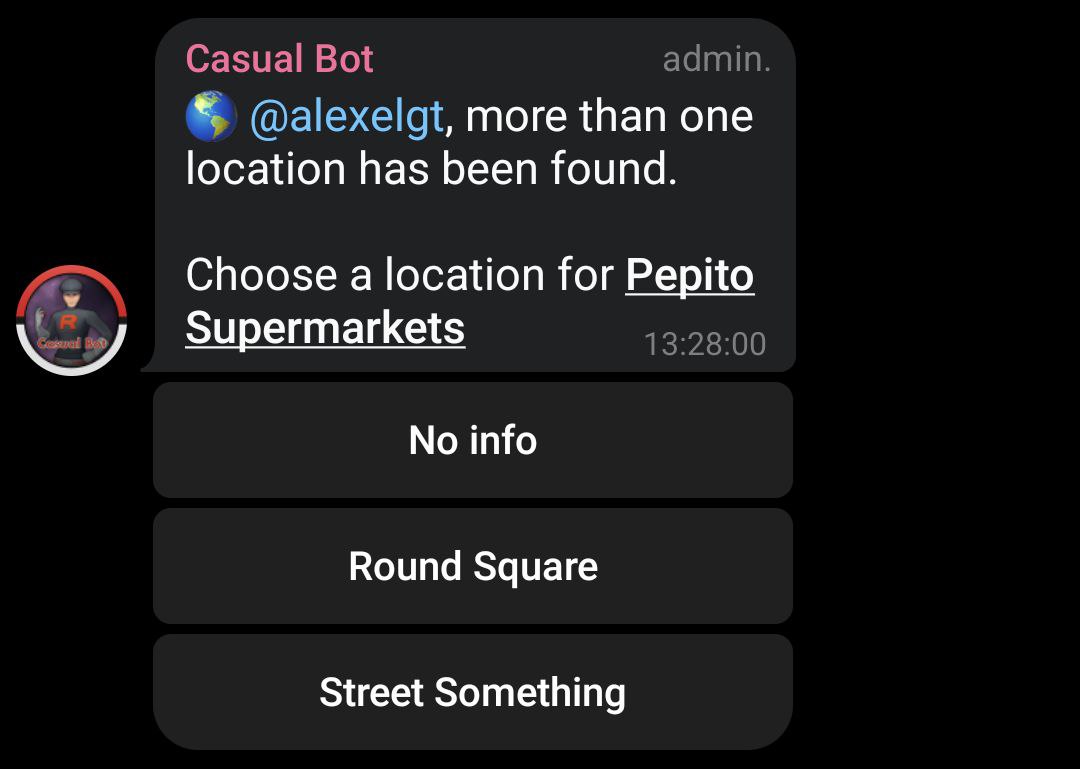 Casual Bot admin.
🌎 @alexelgt, more than one
location has been found.
Choose a location for Pepito
Supermarkets
13:28:00
R
Casual Bot
No info
Round Square
Street Something